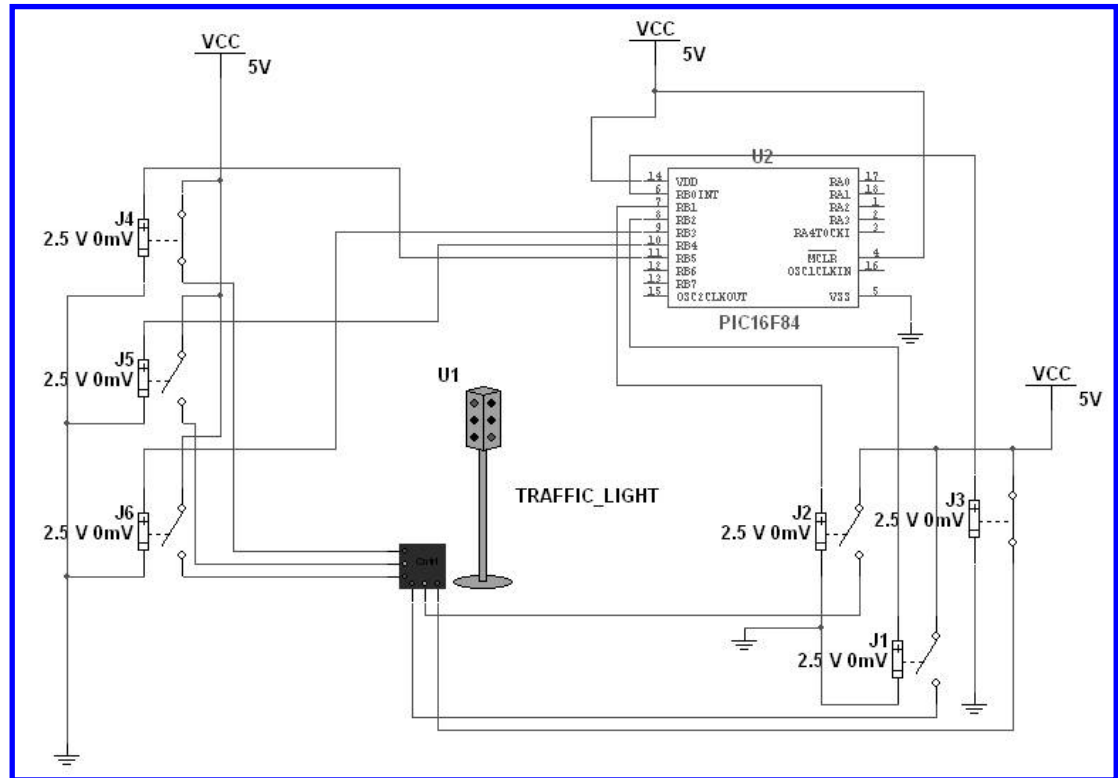 VCC
5V
VCC
5V
U2
14 VDD
6 RB0INT
7 RB1
8 RB2
9 RB3
10 RB4
11 RB5
12 RB6
13 RB7
15 OSC2CLKOUT
RA0 17
RA1 18
RA2 1
RA3 2
RA4T0CKI 3
MCLR 4
OSC1CLKIN 16
VSS 5
PIC16F84
J4
2.5 V 0mV
J5
2.5 V 0mV
J6
2.5 V 0mV
U1
TRAFFIC_LIGHT
VCC
5V
J2
2.5 V 0mV
J3
2.5 V 0mV
J1
2.5 V 0mV